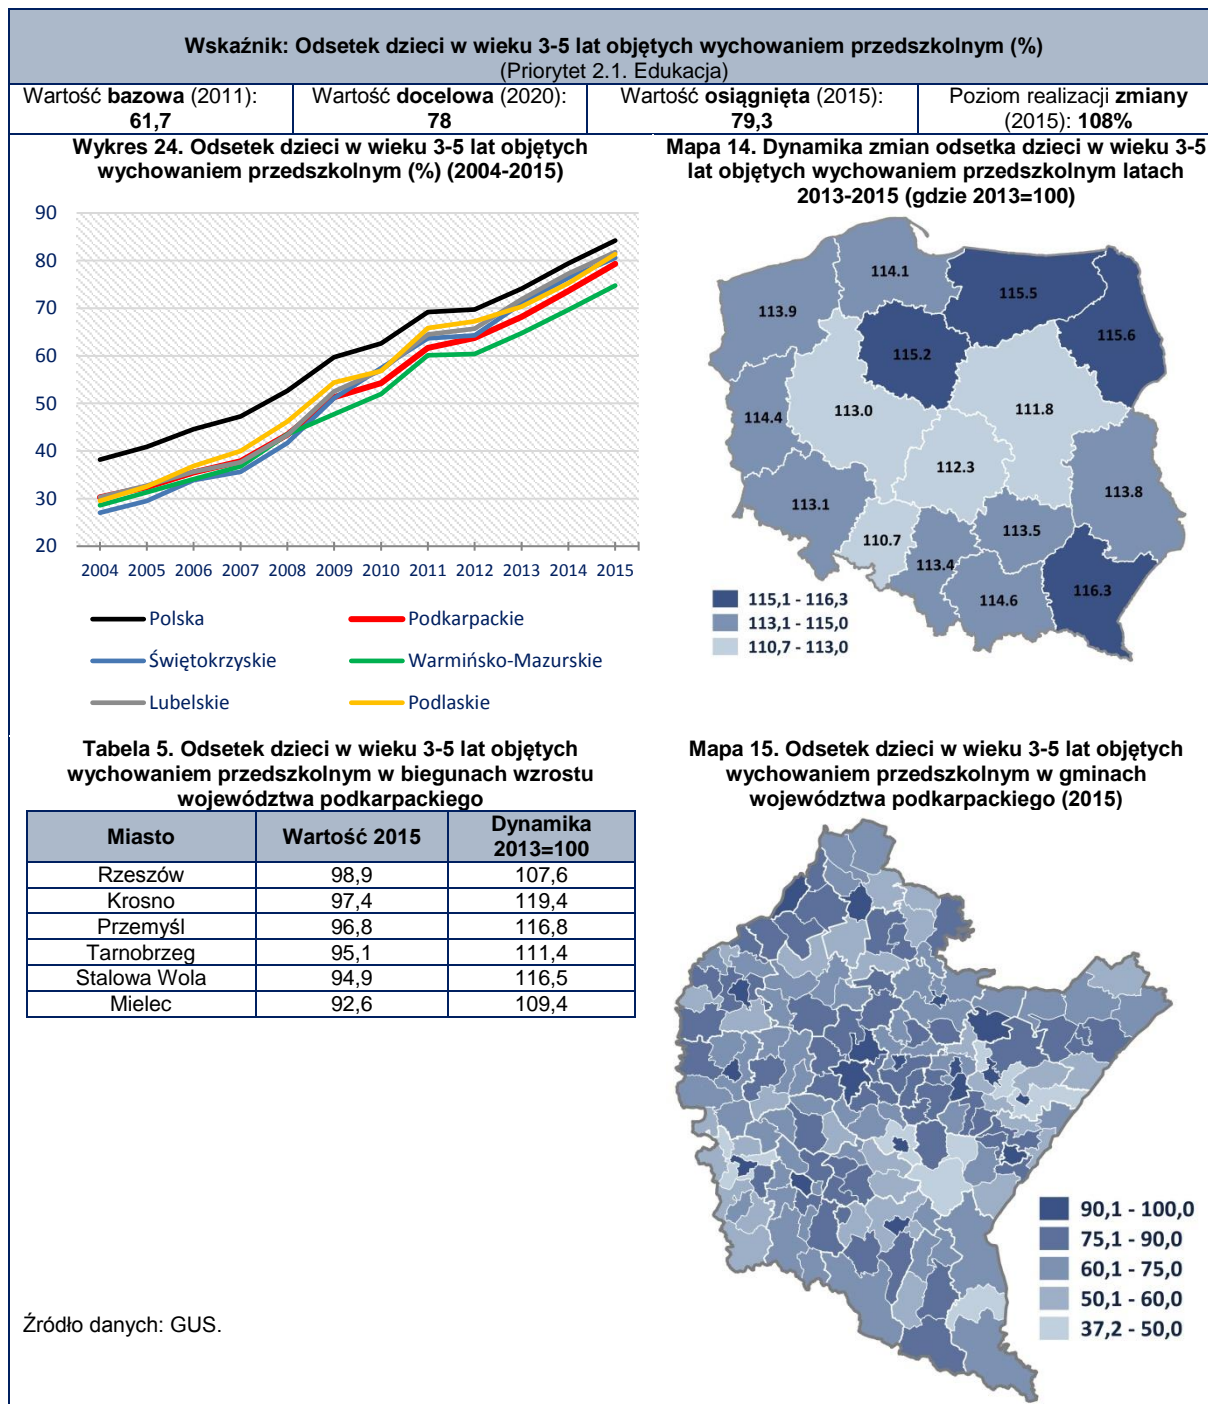 Wskaźnik: Odsetek dzieci w wieku 3-5 lat objętych wychowaniem przedszkolnym (%)
(Priorytet 2.1. Edukacja)
Wartość bazowa (2011):
61,7
Wartość docelowa (2020):
78
Wartość osiągnięta (2015):
79,3
Poziom realizacji zmiany
(2015): 108%
Wykres 24. Odsetek dzieci w wieku 3-5 lat objętych
wychowaniem przedszkolnym (%) (2004-2015)
90
80
70
60
50
40
30
20
2004 2005 2006 2007 2008 2009 2010 2011 2012 2013 2014 2015
Polska
Podkarpackie
Świętokrzyskie
Warmińsko-Mazurskie
Lubelskie
Podlaskie
Mapa 14. Dynamika zmian odsetka dzieci w wieku 3-5
lat objętych wychowaniem przedszkolnym latach
2013-2015 (gdzie 2013=100)
114.1
115.5
113.9
115.6
115.2
111.8
113.0
114.4
112.3
113.8
113.1
113.5
110.7
113.4
116.3
114.6
115,1 - 116,3
113,1 - 115,0
110,7 - 113,0
Tabela 5. Odsetek dzieci w wieku 3-5 lat objętych
wychowaniem przedszkolnym w biegunach wzrostu
województwa podkarpackiego
Miasto
Wartość 2015
Dynamika
2013=100
Rzeszów 98,9 107,6
Krosno 97,4 119,4
Przemyśl 96,8 116,8
Tarnobrzeg 95,1 111,4
Stalowa Wola 94,9 116,5
Mielec 92,6 109,4
Mapa 15. Odsetek dzieci w wieku 3-5 lat objętych
wychowaniem przedszkolnym w gminach
województwa podkarpackiego (2015)
90,1 - 100,0
75,1 - 90,0
60,1 - 75,0
50,1 - 60,0
37,2 - 50,0
Źródło danych: GUS.